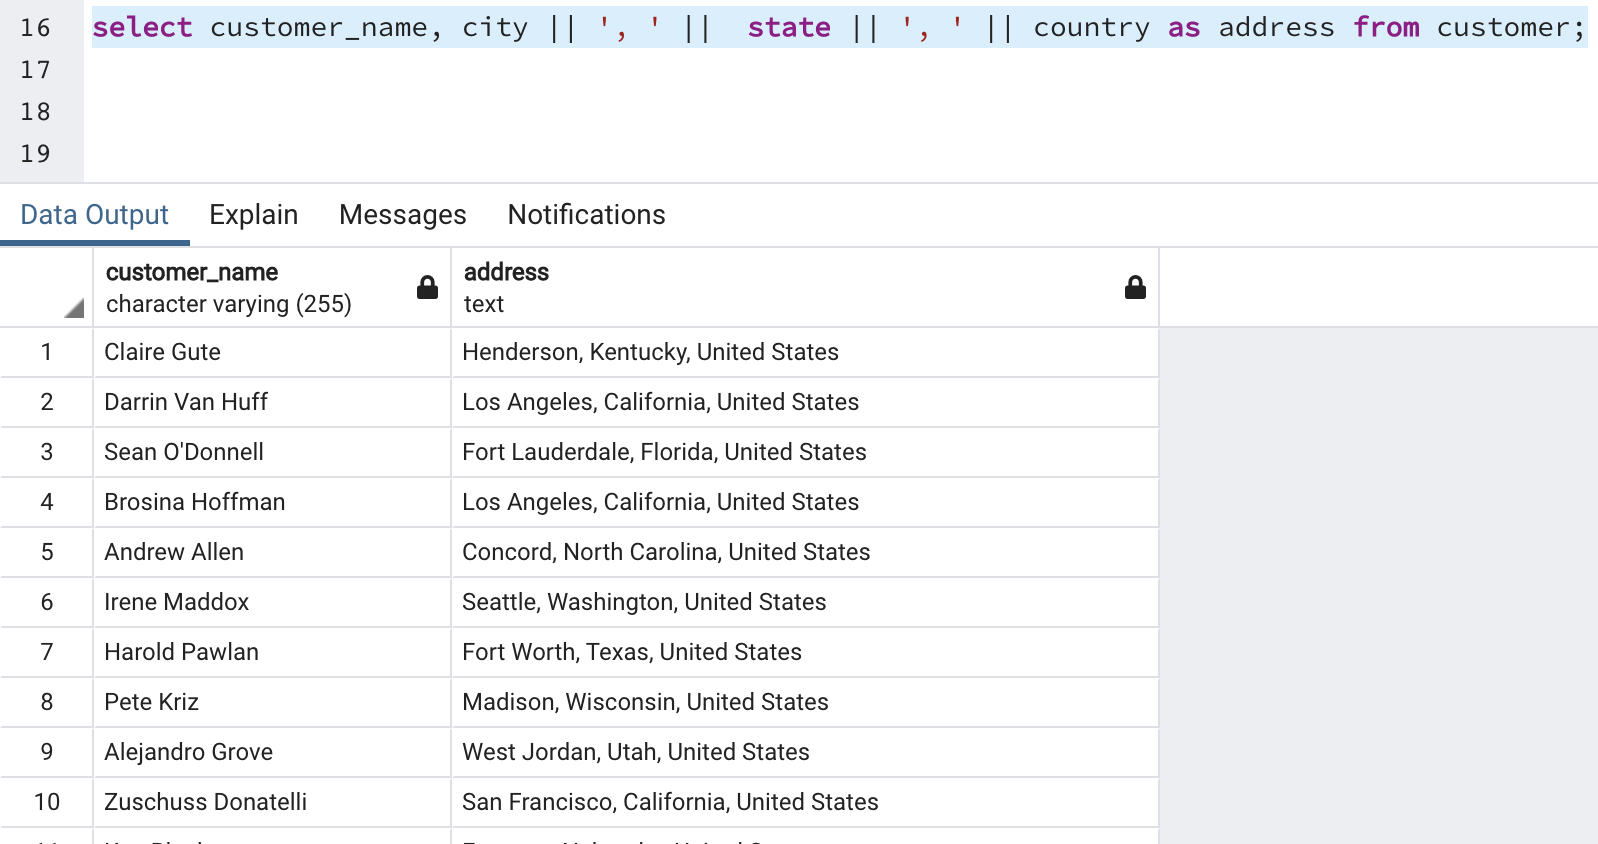 16 select customer_name, city || ', ' ||  state || ', ' || country as address from customer;
17
18
19
Data Output Explain Messages Notifications
customer_name address
character varying (255) text
1 Claire Gute Henderson, Kentucky, United States
2 Darrin Van Huff Los Angeles, California, United States
3 Sean O'Donnell Fort Lauderdale, Florida, United States
4 Brosina Hoffman Los Angeles, California, United States
5 Andrew Allen Concord, North Carolina, United States
6 Irene Maddox Seattle, Washington, United States
7 Harold Pawlan Fort Worth, Texas, United States
8 Pete Kriz Madison, Wisconsin, United States
9 Alejandro Grove West Jordan, Utah, United States
10 Zuschuss Donatelli San Francisco, California, United States